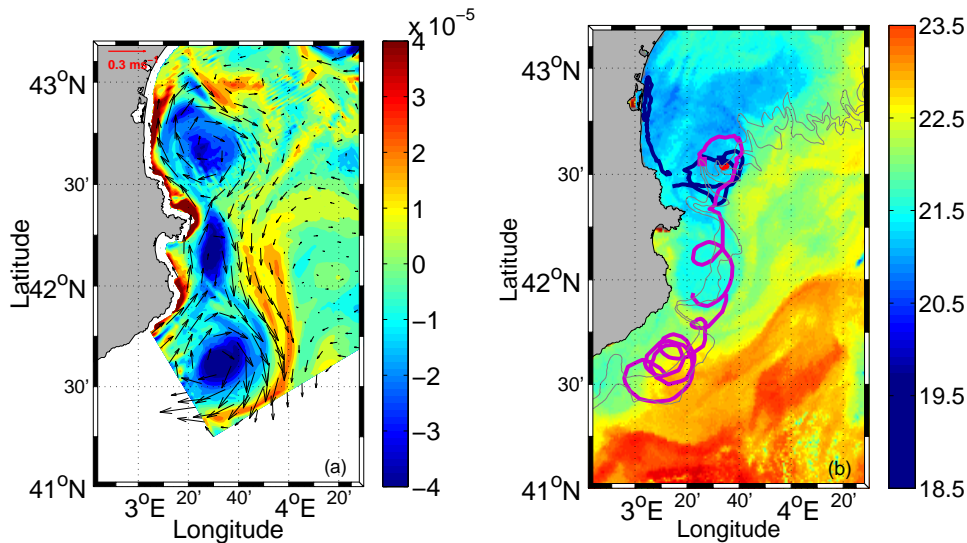 x 10⁻⁵
0.3 ms⁻
43°N
30'
42°N
30'
41°N
Latitude
3°E 20' 40' 4°E 20'
Longitude
(a)
4
3
2
1
0
−1
−2
−3
−4
43°N
30'
42°N
30'
41°N
Latitude
3°E 20' 40' 4°E 20'
Longitude
(b)
23.5
22.5
21.5
20.5
19.5
18.5